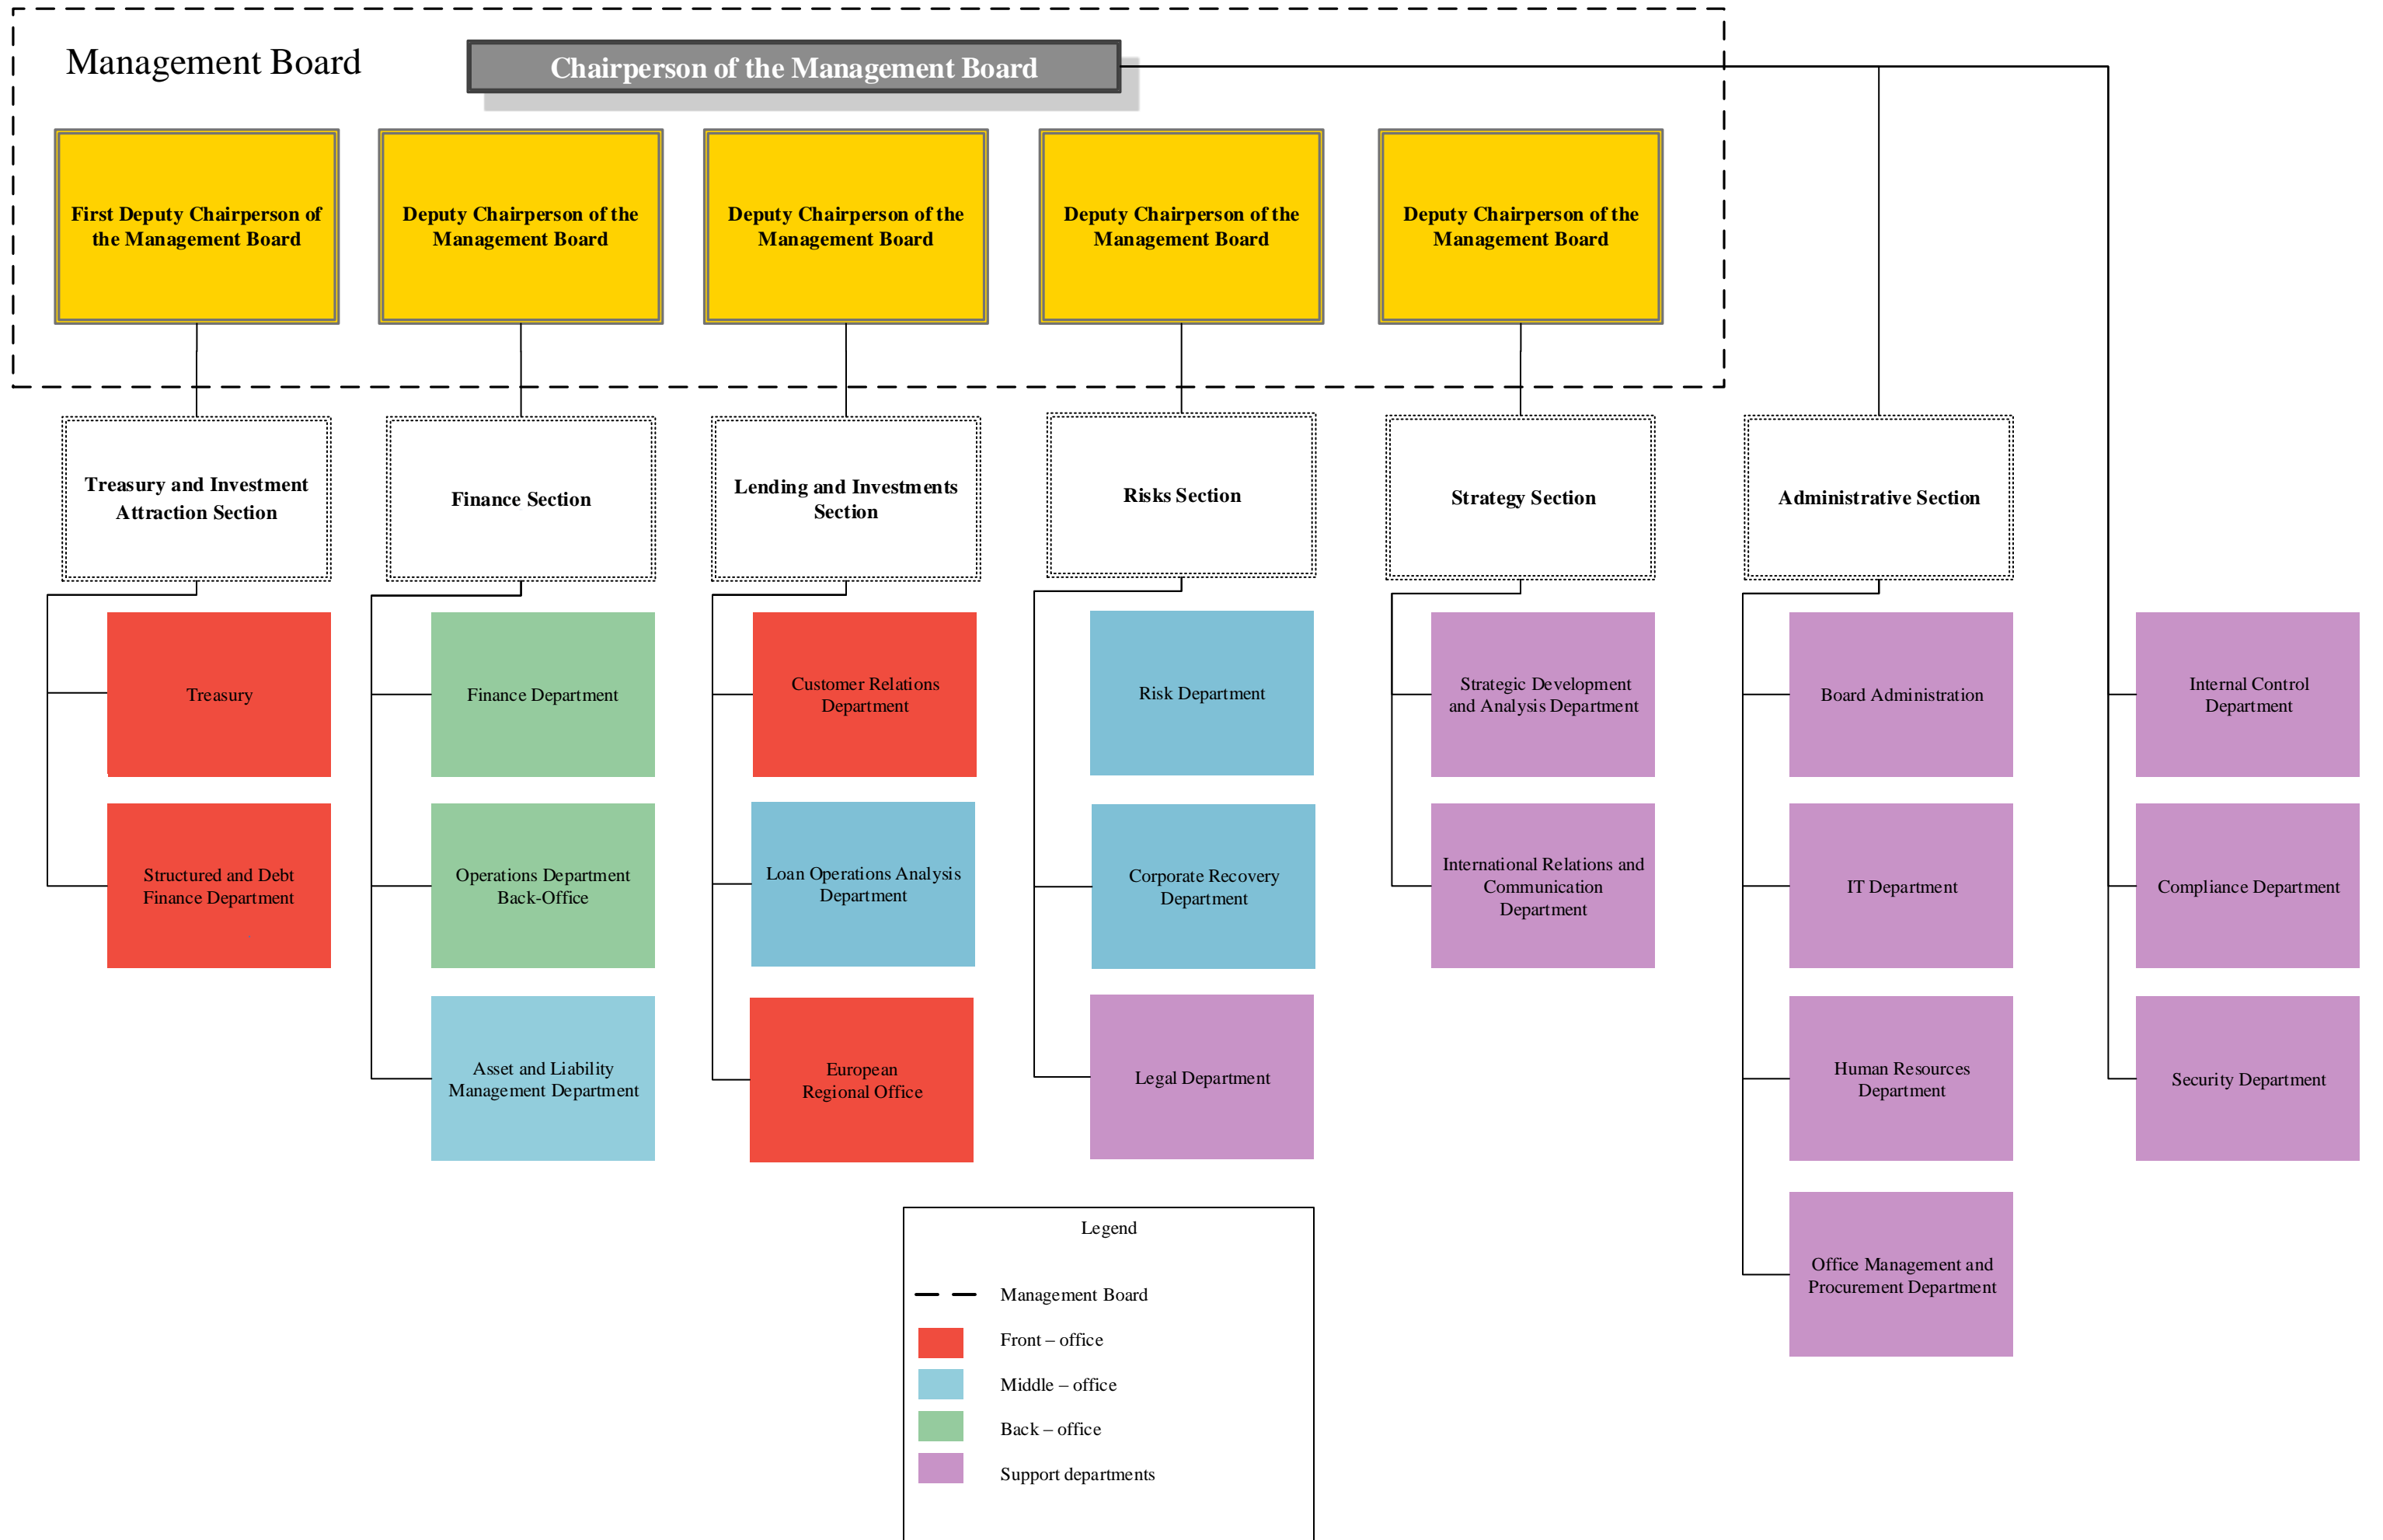 Management Board
Chairperson of the Management Board
First Deputy Chairperson of
the Management Board
Deputy Chairperson of the
Management Board
Deputy Chairperson of the
Management Board
Deputy Chairperson of the
Management Board
Deputy Chairperson of the
Management Board
Treasury and Investment
Attraction Section
Finance Section
Lending and Investments
Section
Risks Section
Strategy Section
Administrative Section
Treasury
Finance Department
Customer Relations
Department
Risk Department
Strategic Development
and Analysis Department
Board Administration
Internal Control
Department
Structured and Debt
Finance Department
Operations Department
Back-Office
Loan Operations Analysis
Department
Corporate Recovery
Department
International Relations and
Communication
Department
IT Department
Compliance Department
Asset and Liability
Management Department
European
Regional Office
Legal Department
Human Resources
Department
Security Department
Office Management and
Procurement Department
Legend
Management Board
Front – office
Middle – office
Back – office
Support departments